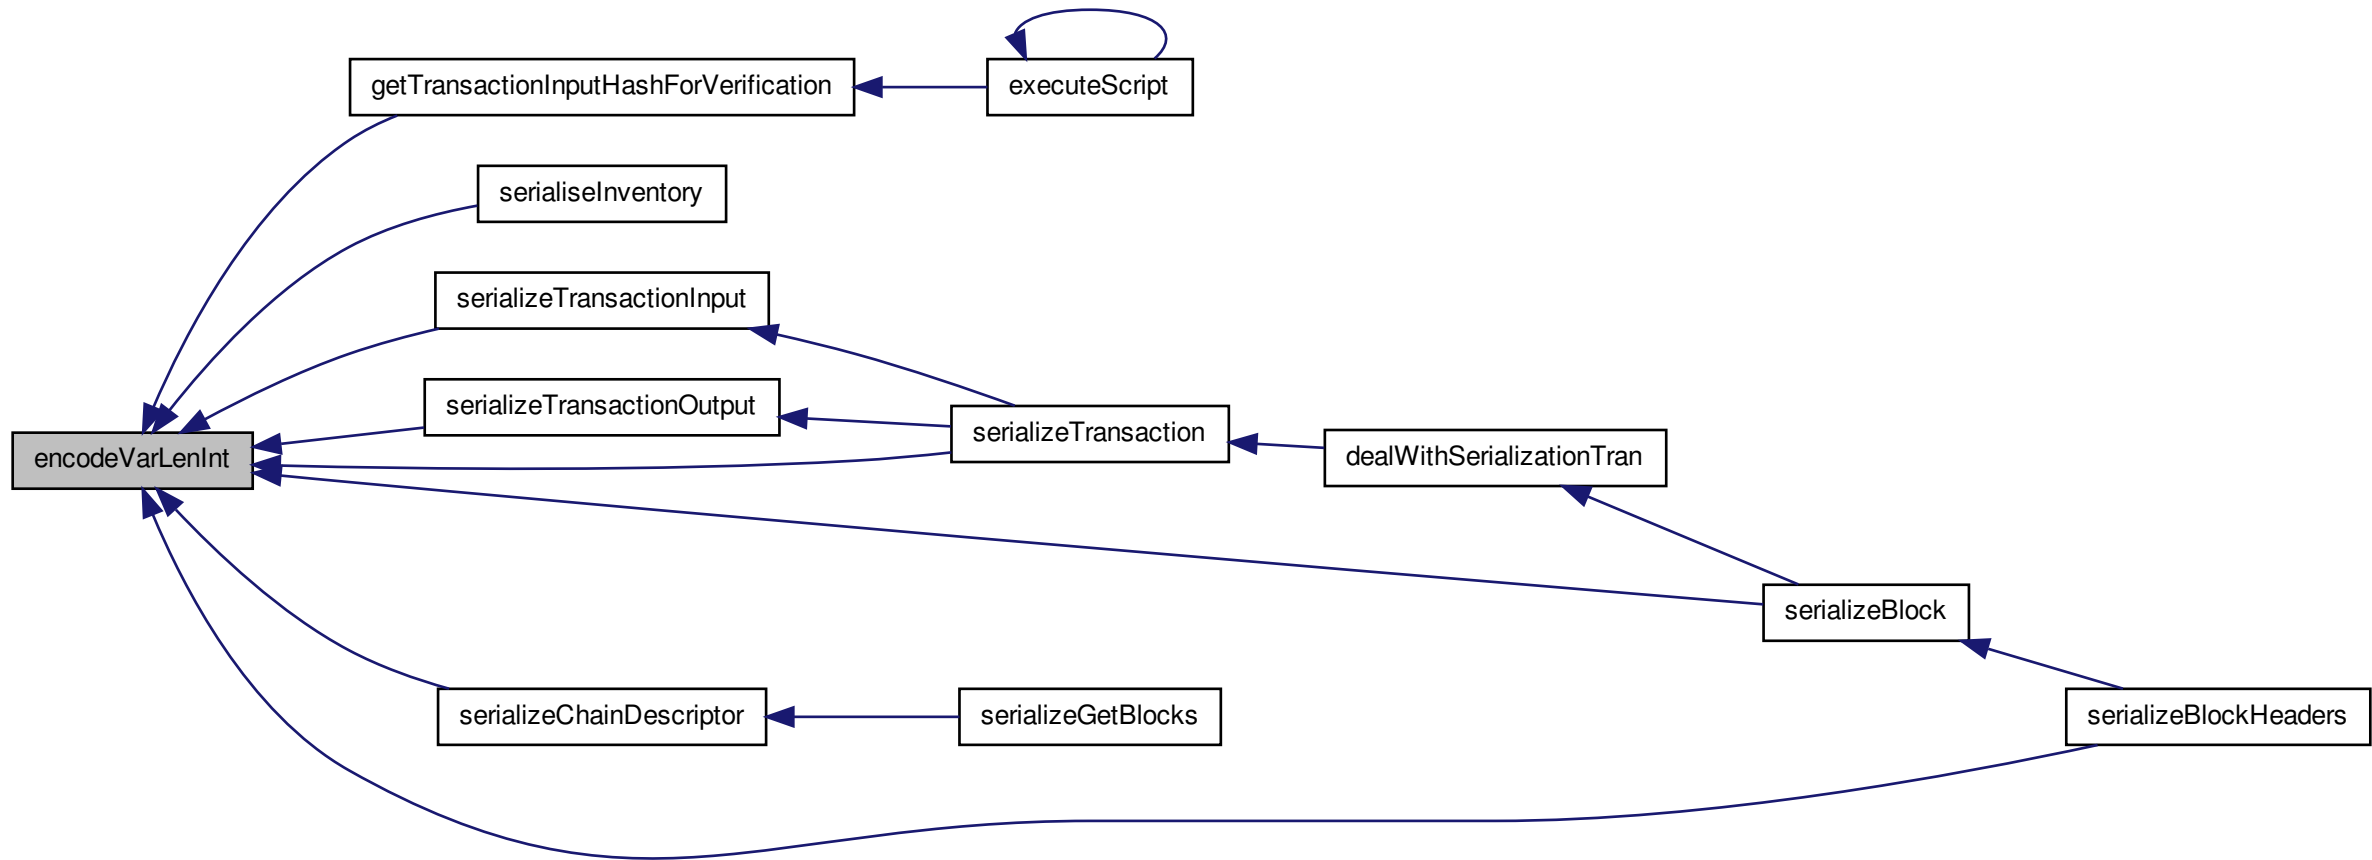 getTransactionInputHashForVerification
executeScript
serialiseInventory
serializeTransactionInput
serializeTransactionOutput
serializeTransaction
encodeVarLenInt
dealWithSerializationTran
serializeBlock
serializeChainDescriptor
serializeGetBlocks
serializeBlockHeaders